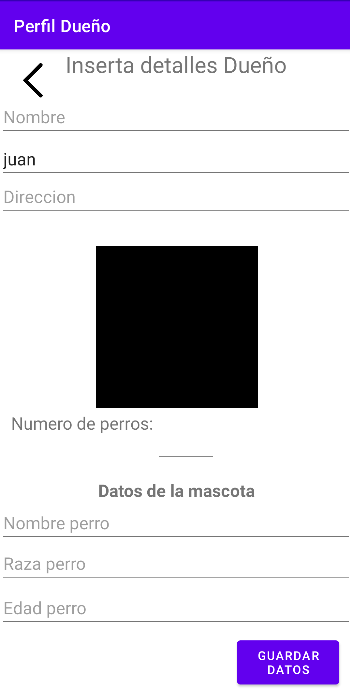 Perfil Dueño
Inserta detalles Dueño
Nombre
juan
Direccion
Numero de perros:
Datos de la mascota
Nombre perro
Raza perro
Edad perro
GUARDAR
DATOS